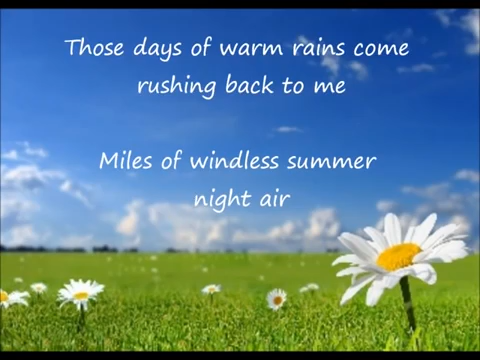 Those days of warm rains come
rushing back to me
Miles of windless summer
night air